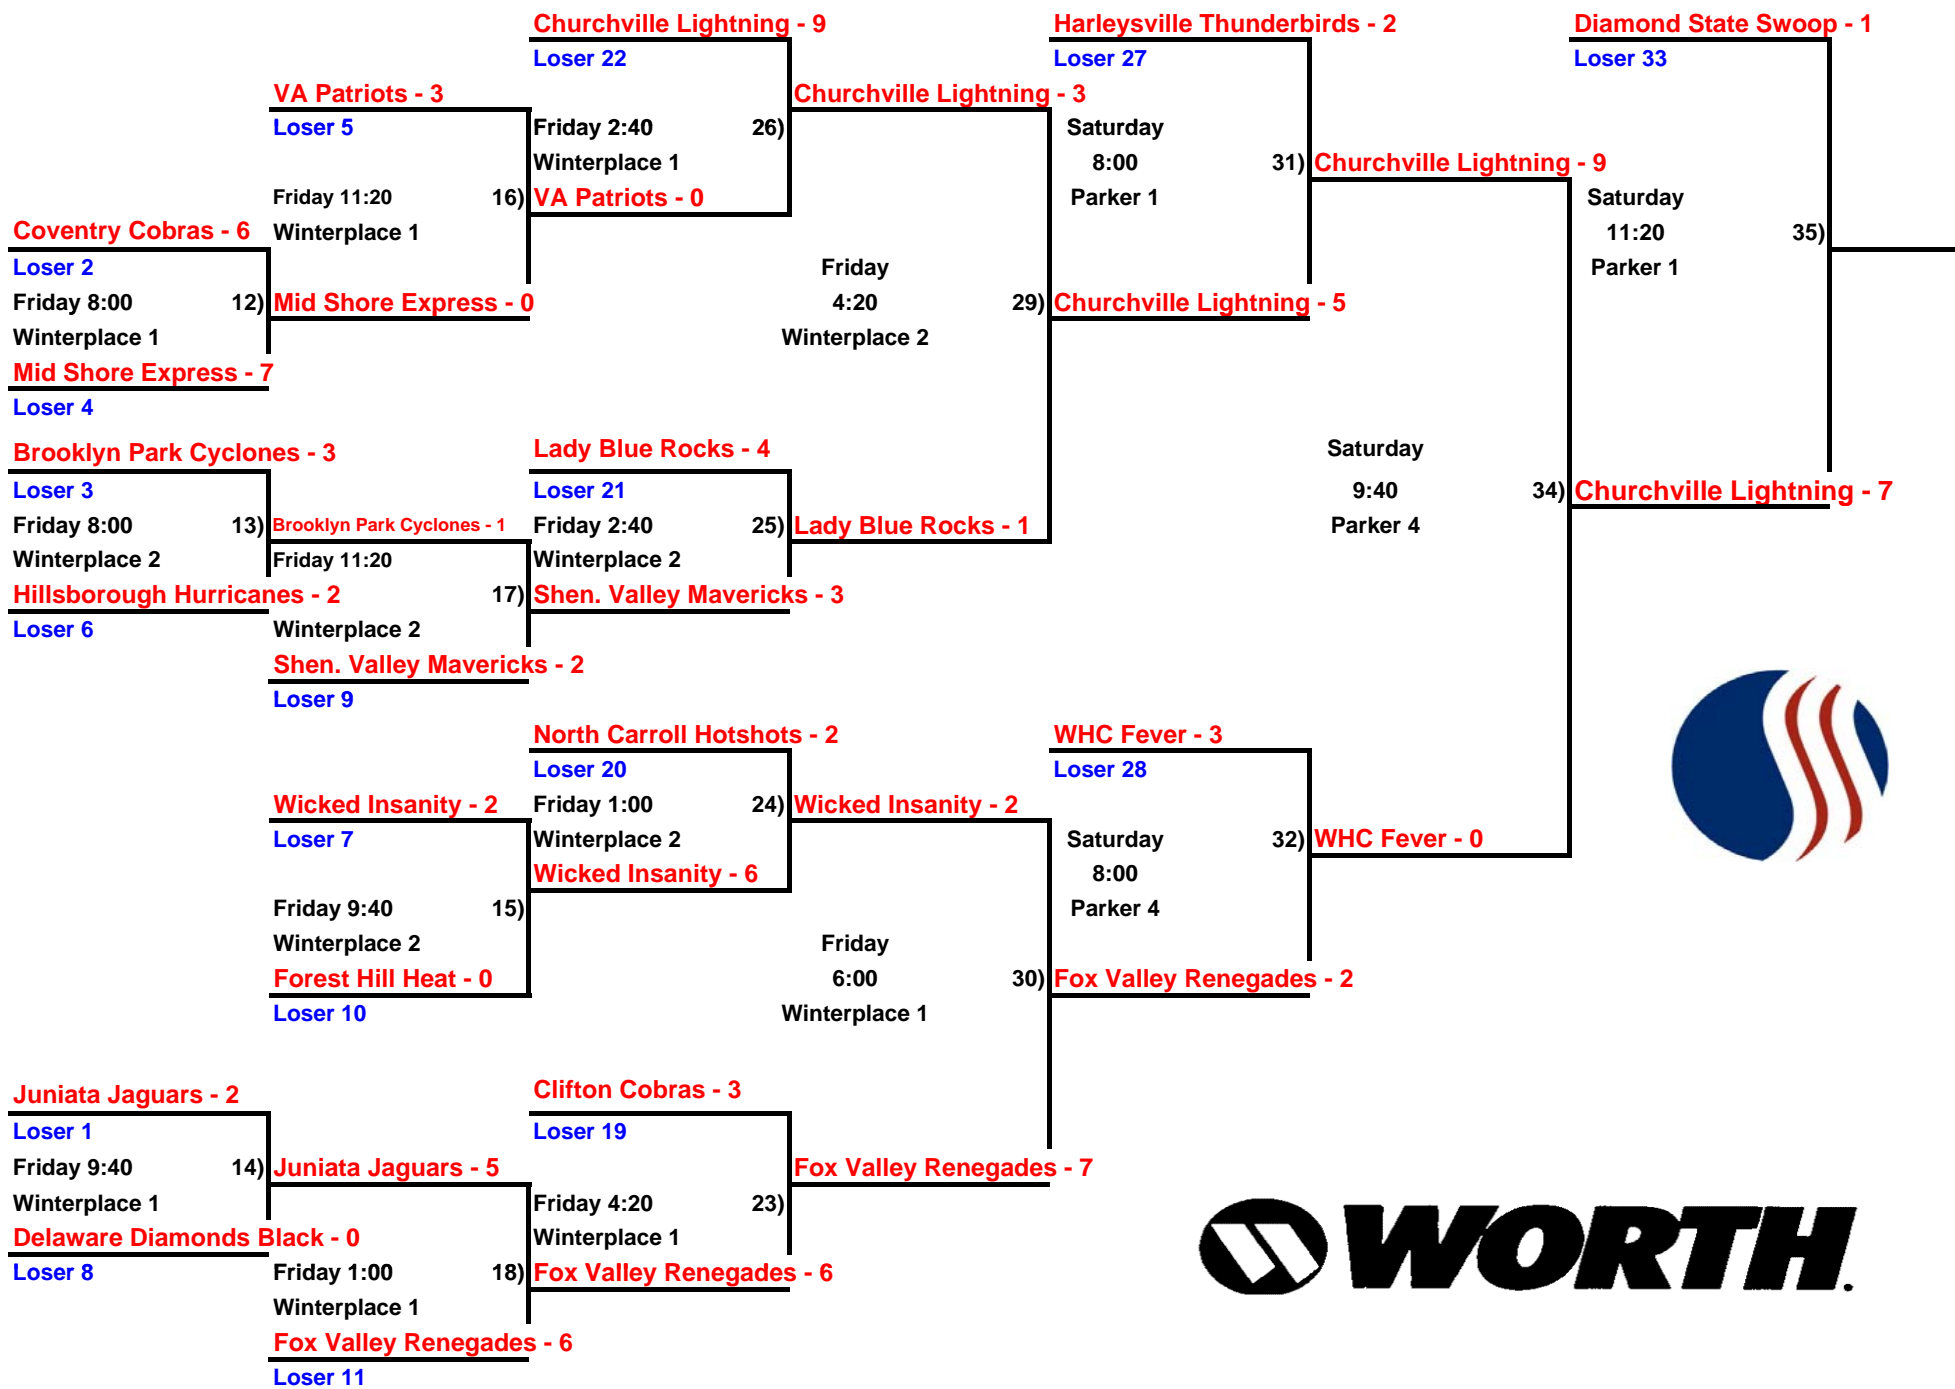 Churchville Lightning - 9
Harleysville Thunderbirds - 2
Diamond State Swoop - 1
Loser 22
Loser 27
Loser 33
VA Patriots - 3
Churchville Lightning - 3
Loser 5
Friday 2:40
26)
Saturday
Winterplace 1
8:00
31)
Churchville Lightning - 9
Friday 11:20
16)
VA Patriots - 0
Parker 1
Saturday
Coventry Cobras - 6
Winterplace 1
11:20
35)
Loser 2
Friday
Parker 1
Friday 8:00
12)
Mid Shore Express - 0
4:20
29)
Churchville Lightning - 5
Winterplace 1
Winterplace 2
Mid Shore Express - 7
Loser 4
Brooklyn Park Cyclones - 3
Lady Blue Rocks - 4
Saturday
Loser 3
Loser 21
9:40
34)
Churchville Lightning - 7
Friday 8:00
13)
Brooklyn Park Cyclones - 1
Friday 2:40
25)
Lady Blue Rocks - 1
Parker 4
Winterplace 2
Friday 11:20
Winterplace 2
Hillsborough Hurricanes - 2
17)
Shen. Valley Mavericks - 3
Loser 6
Winterplace 2
Shen. Valley Mavericks - 2
Loser 9
North Carroll Hotshots - 2
WHC Fever - 3
Loser 20
Loser 28
Wicked Insanity - 2
Friday 1:00
24)
Wicked Insanity - 2
Loser 7
Winterplace 2
Saturday
32)
WHC Fever - 0
Wicked Insanity - 6
8:00
Friday 9:40
15)
Parker 4
Winterplace 2
Friday
Forest Hill Heat - 0
6:00
30)
Fox Valley Renegades - 2
Loser 10
Winterplace 1
Juniata Jaguars - 2
Clifton Cobras - 3
Loser 1
Loser 19
Friday 9:40
14)
Juniata Jaguars - 5
Fox Valley Renegades - 7
Winterplace 1
Friday 4:20
23)
Delaware Diamonds Black - 0
Winterplace 1
Loser 8
Friday 1:00
18)
Fox Valley Renegades - 6
WORTH.
Winterplace 1
Fox Valley Renegades - 6
Loser 11